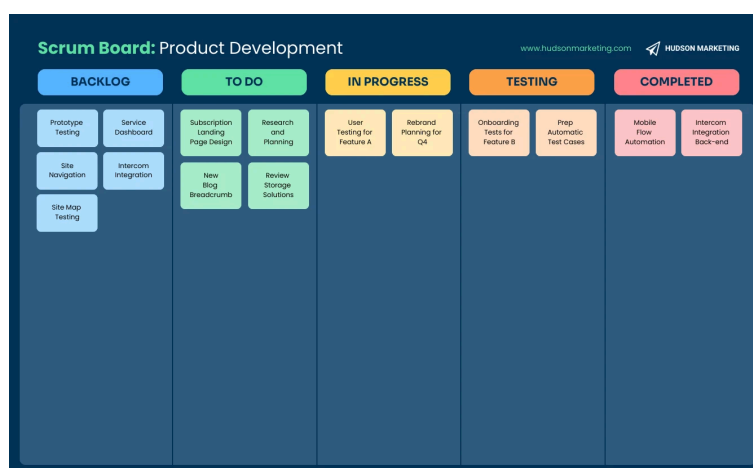 Scrum Board: Product Development
www.hudsonmarketing.com
HUDSON MARKETING
BACKLOG
TO DO
IN PROGRESS
TESTING
COMPLETED
Prototype
Testing
Service
Dashboard
Site
Navigation
Intercom
Integration
Site Map
Testing
Subscription
Landing
Page Design
Research
and
Planning
New
Blog
Breadcrumb
Review
Storage
Solutions
User
Testing for
Feature A
Rebrand
Planning for
Q4
Onboarding
Tests for
Feature B
Prep
Automatic
Test Cases
Mobile
Flow
Automation
Intercom
Integration
Back-end